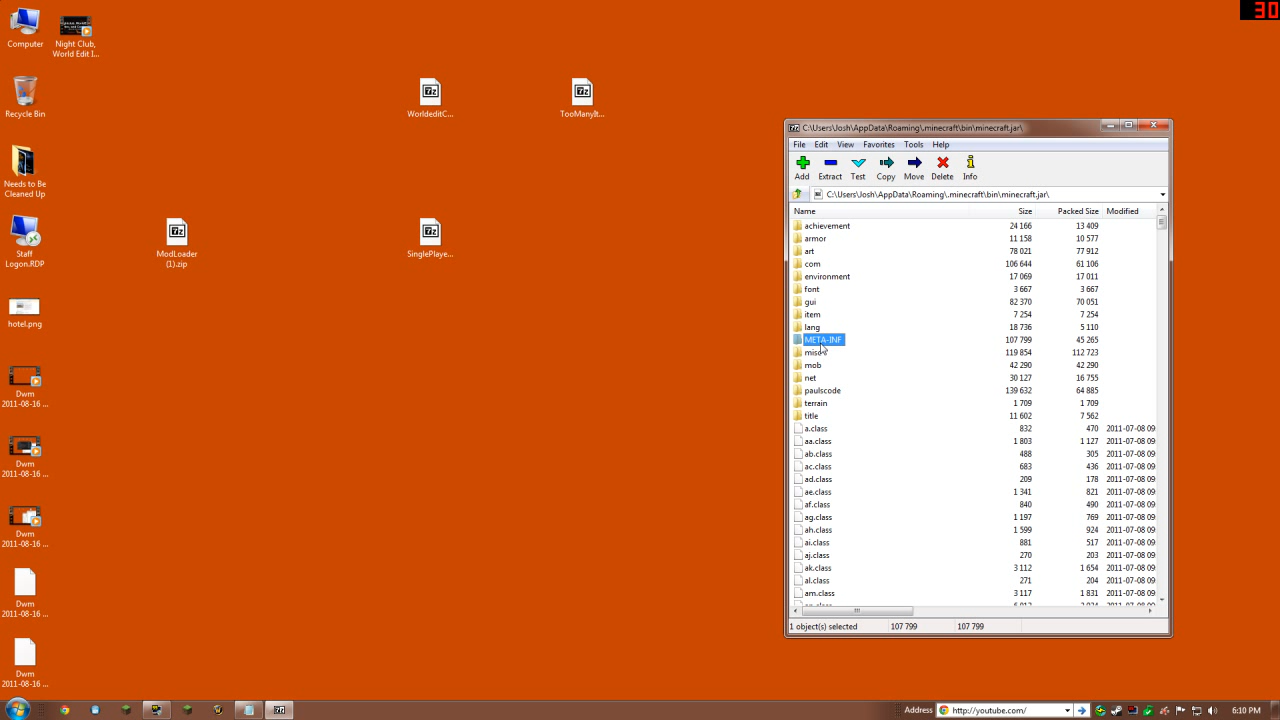 30
Computer
Night Club,
World Edit I...
Recycle Bin
WorldeditC...
TooManyIt...
Needs to Be
Cleaned Up
Staff
Logon.RDP
ModLoader
(1).zip
SinglePlaye...
hotel.png
Dwm
2011-08-16 ...
Dwm
2011-08-16 ...
Dwm
2011-08-16 ...
Dwm
2011-08-16 ...
Dwm
2011-08-16 ...
C:\Users\Josh\AppData\Roaming\.minecraft\bin\minecraft.jar\
File Edit View Favorites Tools Help
Add Extract Test Copy Move Delete Info
C:\Users\Josh\AppData\Roaming\.minecraft\bin\minecraft.jar\
Name Size Packed Size Modified
achievement 24 166 13 409
armor 11 158 10 577
art 78 021 77 912
com 106 644 61 106
environment 17 069 17 011
font 3 667 3 667
gui 82 370 70 051
item 7 254 7 254
lang 18 736 5 110
META-INF 107 799 45 265
misc 119 854 112 723
mob 42 290 42 290
net 30 127 16 755
paulscode 139 632 64 885
terrain 1 709 1 709
title 11 602 7 562
a.class 832 470 2011-07-08 09
aa.class 1 803 1 127 2011-07-08 09
ab.class 488 305 2011-07-08 09
ac.class 683 436 2011-07-08 09
ad.class 209 178 2011-07-08 09
ae.class 1 341 821 2011-07-08 09
af.class 840 490 2011-07-08 09
ag.class 1 197 769 2011-07-08 09
ah.class 1 599 924 2011-07-08 09
ai.class 881 517 2011-07-08 09
aj.class 270 203 2011-07-08 09
ak.class 3 112 1 654 2011-07-08 09
al.class 271 204 2011-07-08 09
am.class 3 117 1 831 2011-07-08 09
1 object(s) selected 107 799 107 799
Address http://youtube.com/ 6:10 PM